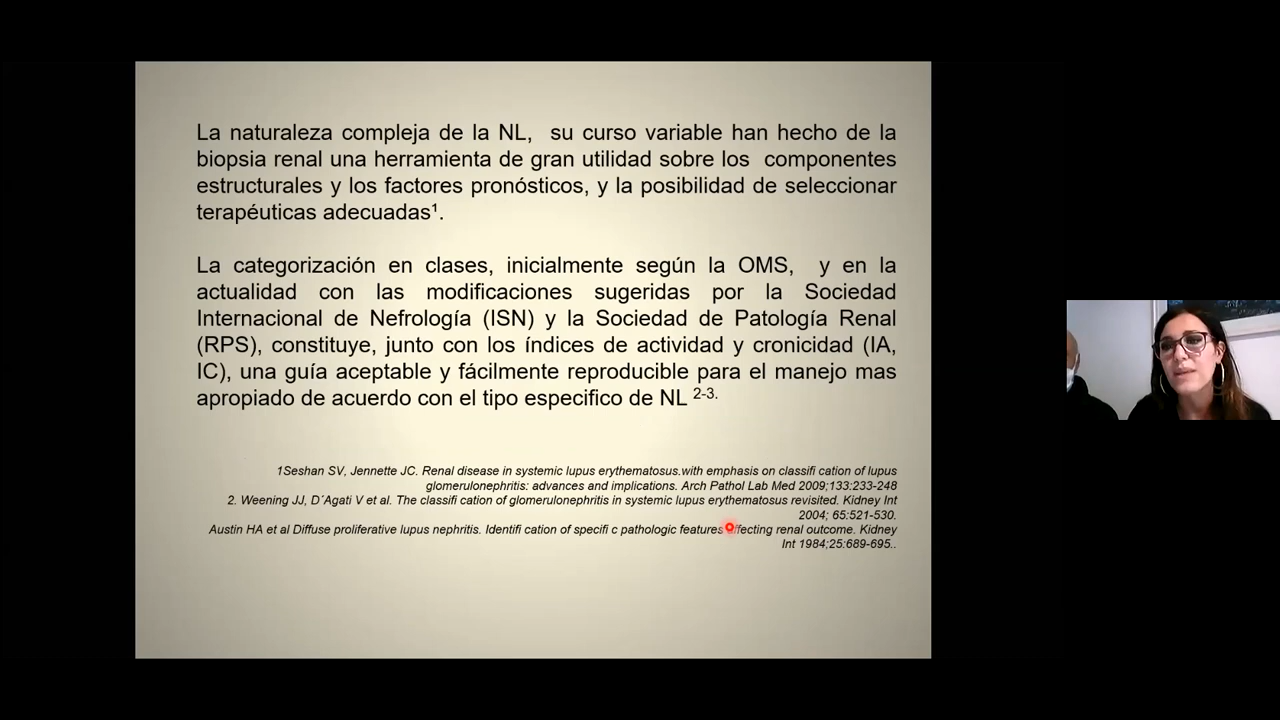 La naturaleza compleja de la NL, su curso variable han hecho de la
biopsia renal una herramienta de gran utilidad sobre los componentes
estructurales y los factores pronósticos, y la posibilidad de seleccionar
terapéuticas adecuadas¹.
La categorización en clases, inicialmente según la OMS, y en la
actualidad con las modificaciones sugeridas por la Sociedad
Internacional de Nefrología (ISN) y la Sociedad de Patología Renal
(RPS), constituye, junto con los índices de actividad y cronicidad (IA,
IC), una guía aceptable y fácilmente reproducible para el manejo mas
apropiado de acuerdo con el tipo especifico de NL 2-3.
1Seshan SV, Jennette JC. Renal disease in systemic lupus erythematosus.with emphasis on classifi cation of lupus
glomerulonephritis: advances and implications. Arch Pathol Lab Med 2009;133:233-248
2. Weening JJ, D´Agati V et al. The classifi cation of glomerulonephritis in systemic lupus erythematosus revisited. Kidney Int
2004; 65:521-530.
Austin HA et al Diffuse proliferative lupus nephritis. Identifi cation of specifi c pathologic features affecting renal outcome. Kidney
Int 1984;25:689-695..